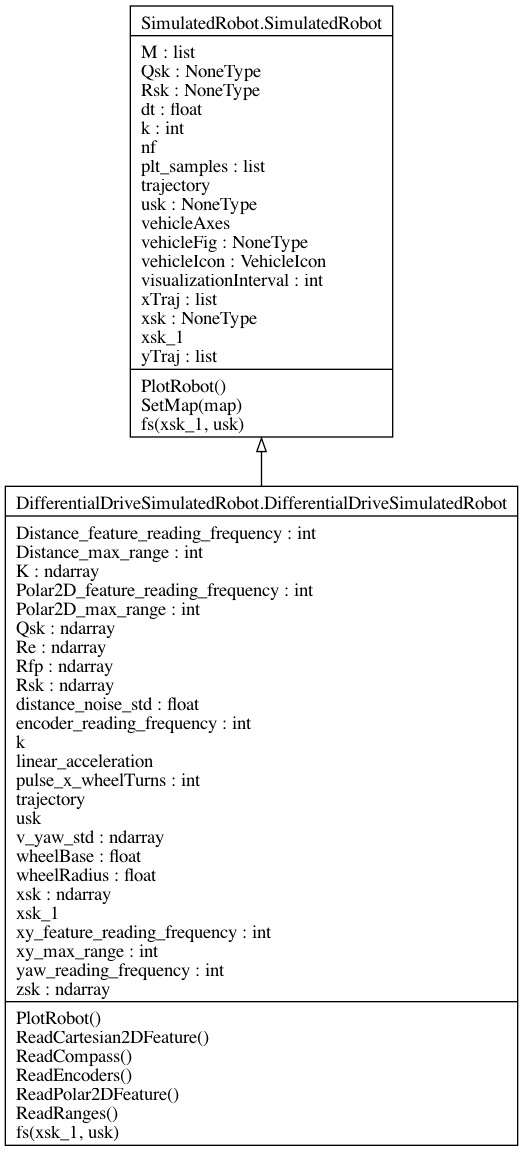 SimulatedRobot.SimulatedRobot
M : list
Qsk : NoneType
Rsk : NoneType
dt : float
k : int
nf
plt_samples : list
trajectory
usk : NoneType
vehicleAxes
vehicleFig : NoneType
vehicleIcon : VehicleIcon
visualizationInterval : int
xTraj : list
xsk : NoneType
xsk_1
yTraj : list
PlotRobot()
SetMap(map)
fs(xsk_1, usk)
DifferentialDriveSimulatedRobot.DifferentialDriveSimulatedRobot
Distance_feature_reading_frequency : int
Distance_max_range : int
K : ndarray
Polar2D_feature_reading_frequency : int
Polar2D_max_range : int
Qsk : ndarray
Re : ndarray
Rfp : ndarray
Rsk : ndarray
distance_noise_std : float
encoder_reading_frequency : int
k
linear_acceleration
pulse_x_wheelTurns : int
trajectory
usk
v_yaw_std : ndarray
wheelBase : float
wheelRadius : float
xsk : ndarray
xsk_1
xy_feature_reading_frequency : int
xy_max_range : int
yaw_reading_frequency : int
zsk : ndarray
PlotRobot()
ReadCartesian2DFeature()
ReadCompass()
ReadEncoders()
ReadPolar2DFeature()
ReadRanges()
fs(xsk_1, usk)